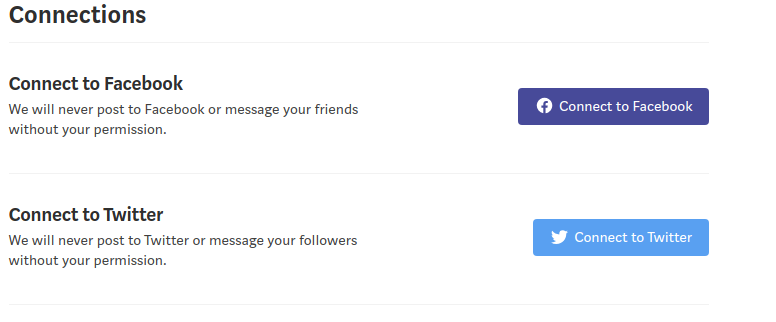 Connections
Connect to Facebook
We will never post to Facebook or message your friends
without your permission.
Connect to Facebook
Connect to Twitter
We will never post to Twitter or message your followers
without your permission.
Connect to Twitter